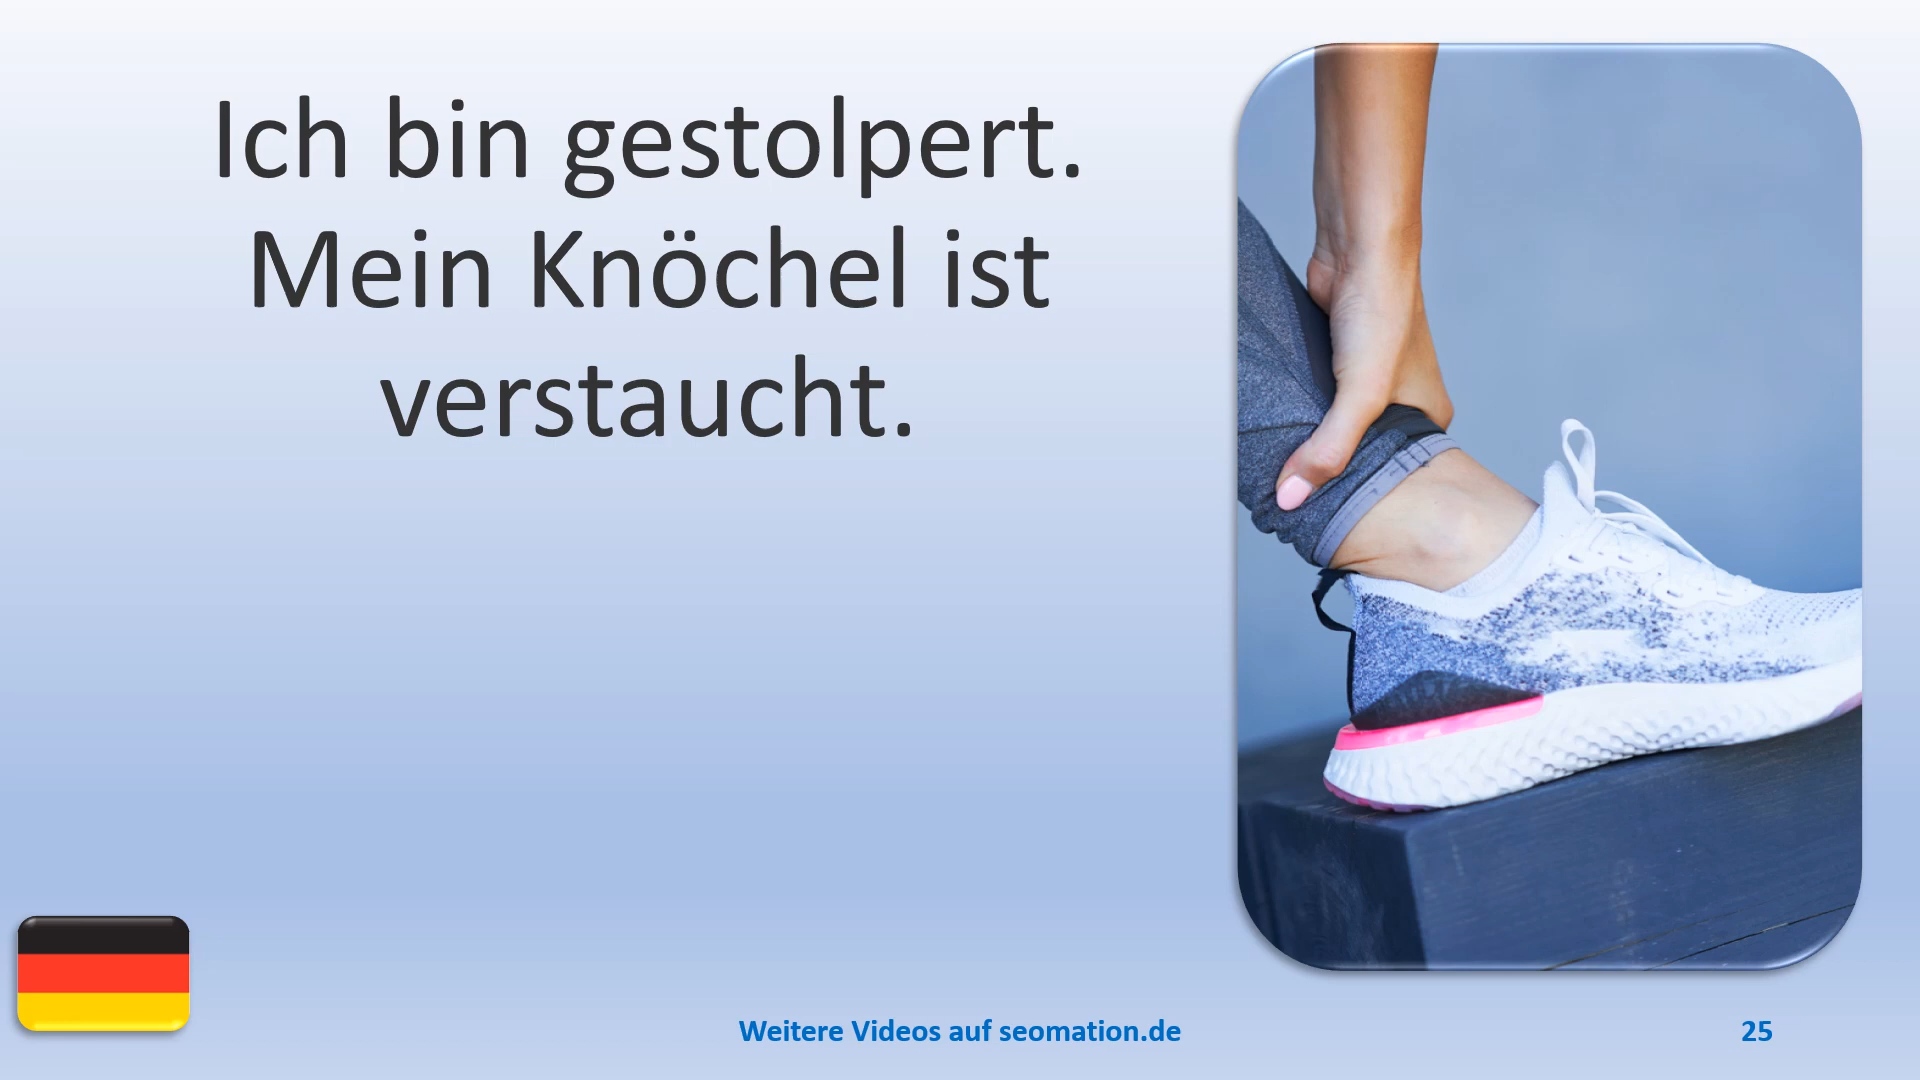 Ich bin gestolpert.
Mein Knöchel ist
verstaucht.
Weitere Videos auf seomation.de
25